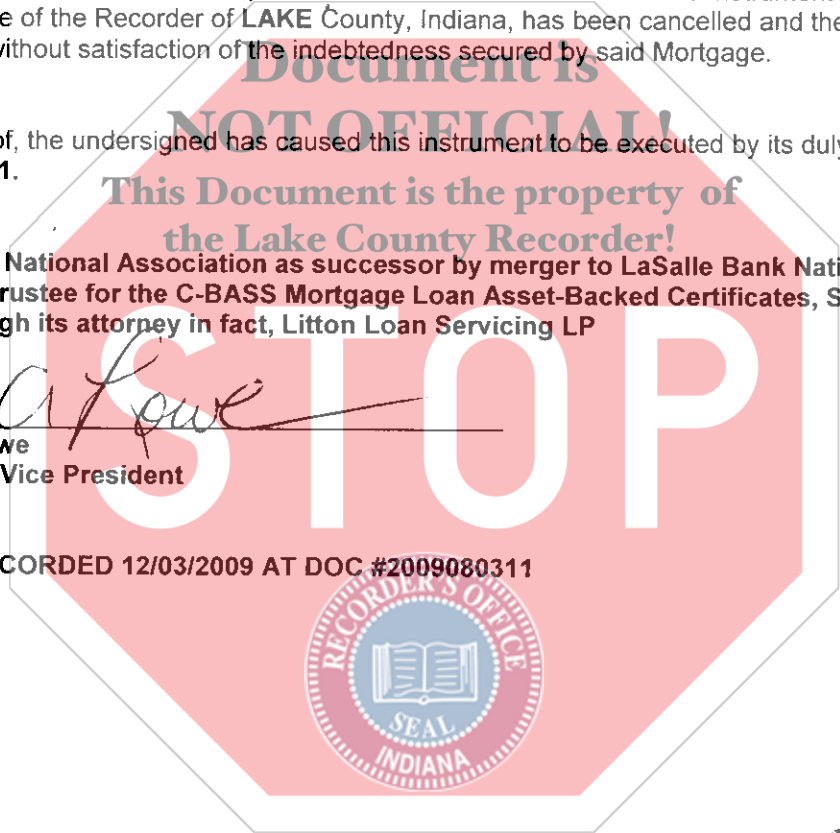 e of the Recorder of LAKE County, Indiana, has been cancelled and the
vithout satisfaction of the indebtedness secured by said Mortgage.
Document is
NOT OFFICIAL!
of, the undersigned has caused this instrument to be executed by its duly
1.
This Document is the property of
the Lake County Recorder!
National Association as successor by merger to LaSalle Bank Nati
rustee for the C-BASS Mortgage Loan Asset-Backed Certificates, S
gh its attorney in fact, Litton Loan Servicing LP
STOP
A Lowe
we
Vice President
CORDED 12/03/2009 AT DOC #2009080311
RECORDER'S OFFICE
SEAL
INDIANA